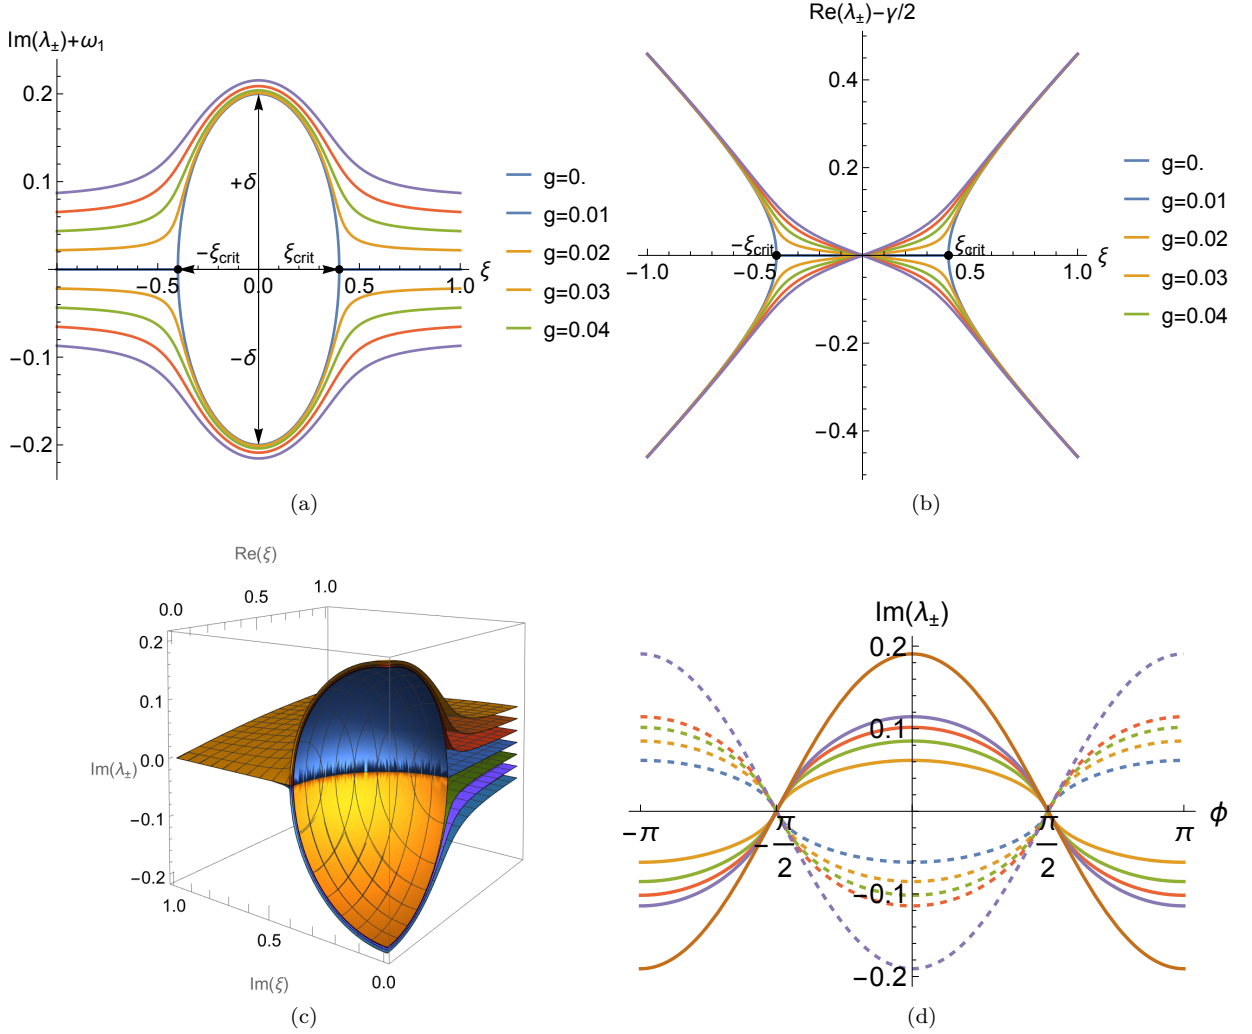 Im(λ±)+ω1
0.2
0.1
−0.1
−0.2
+δ
−δ
−ξcrit
ξcrit
−0.5
0.0
0.5
1.0
ξ
g=0.
g=0.01
g=0.02
g=0.03
g=0.04
(a)
Re(λ±)−γ/2
0.4
0.2
−0.2
−0.4
−ξcrit
ξcrit
−1.0
−0.5
0.5
1.0
ξ
g=0.
g=0.01
g=0.02
g=0.03
g=0.04
(b)
Re(ξ)
0.0
0.5
1.0
0.2
0.1
0.0
−0.1
−0.2
Im(λ±)
1.0
0.5
0.0
Im(ξ)
(c)
Im(λ±)
0.2
0.1
−0.1
−0.2
−π
−π/2
π/2
π
ϕ
(d)